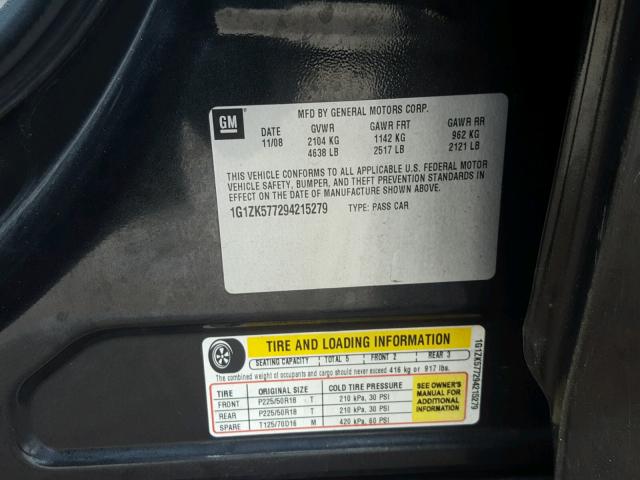 MFD BY GENERAL MOTORS CORP.
GM
DATE GVWR GAWR FRT GAWR RR
11/08 2104 KG 1142 KG 962 KG
4638 LB 2517 LB 2121 LB
THIS VEHICLE CONFORMS TO ALL APPLICABLE U.S. FEDERAL MOTOR
VEHICLE SAFETY, BUMPER, AND THEFT PREVENTION STANDARDS IN
EFFECT ON THE DATE OF MANUFACTURE SHOWN ABOVE.
1G1ZK577294215279 TYPE: PASS CAR
TIRE AND LOADING INFORMATION
SEATING CAPACITY TOTAL 5 FRONT 2 REAR 3
The combined weight of occupants and cargo should never exceed 416 kg or 917 lbs.
TIRE ORIGINAL SIZE COLD TIRE PRESSURE
FRONT P225/50R18 T 210 kPa, 30 PSI
REAR P225/50R18 T 210 kPa, 30 PSI
SPARE T125/70D16 M 420 kPa, 60 PSI
SEE OWNER'S
MANUAL FOR
ADDITIONAL
INFORMATION
1G1ZK577294215279